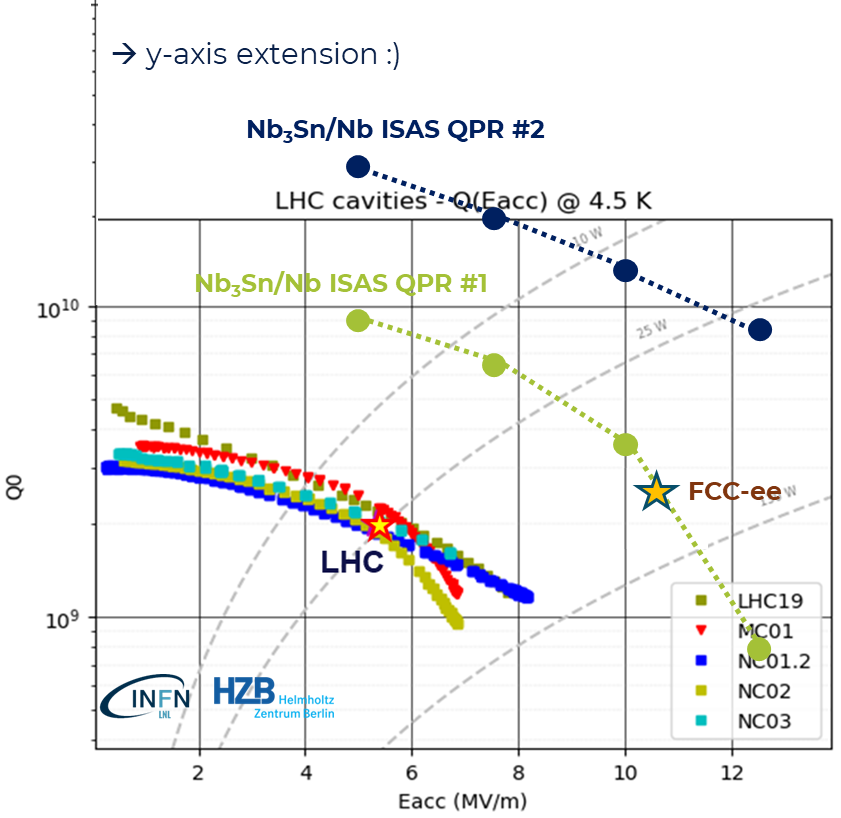 → y-axis extension :)
Nb₃Sn/Nb ISAS QPR #2
LHC cavities - Q(Eacc) @ 4.5 K
10 W
Nb₃Sn/Nb ISAS QPR #1
10¹⁰
25 W
Q0
FCC-ee
LHC
10⁹
LHC19
MC01
NC01.2
NC02
NC03
INFN
LNL
HZB Helmholtz
Zentrum Berlin
2 4 6 8 10 12
Eacc (MV/m)